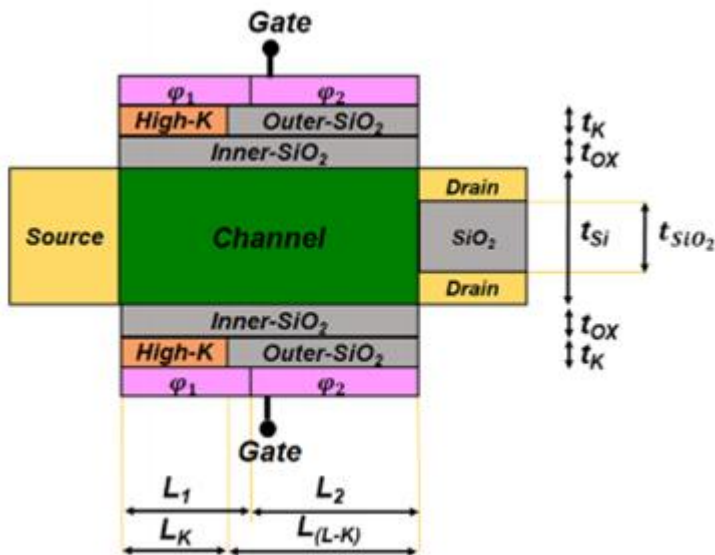 Gate
φ₁ φ₂
High-K Outer-SiO₂ t_K
Inner-SiO₂ t_OX
Drain
Source Channel SiO₂ t_Si t_SiO₂
Drain
Inner-SiO₂ t_OX
High-K Outer-SiO₂ t_K
φ₁ φ₂
Gate
L₁ L₂
L_K L_(L-K)